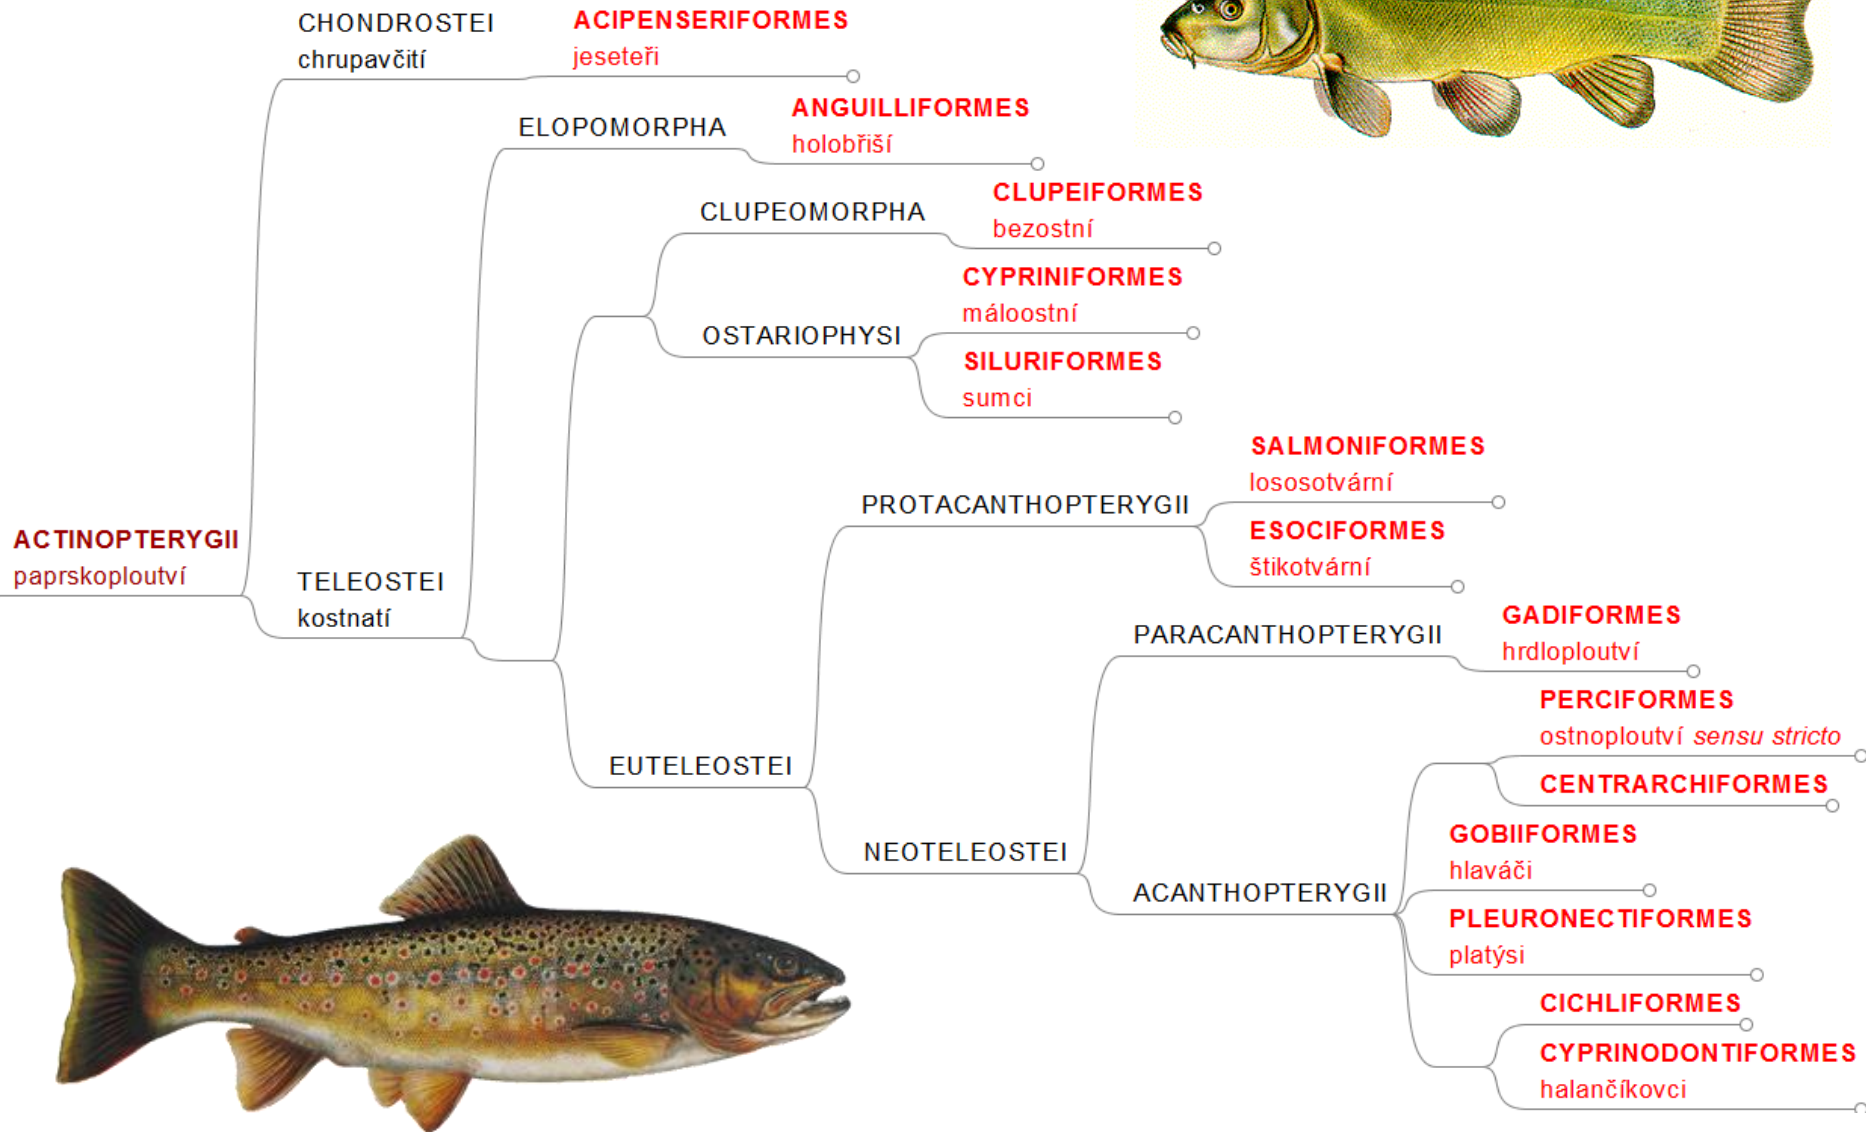 CHONDROSTEI
chrupavčití
ACIPENSERIFORMES
jeseteři
ELOPOMORPHA
ANGUILLIFORMES
holobřiší
CLUPEOMORPHA
CLUPEIFORMES
bezostní
OSTARIOPHYSI
CYPRINIFORMES
máloostní
SILURIFORMES
sumci
ACTINOPTERYGII
paprskoploutví
TELEOSTEI
kostnatí
PROTACANTHOPTERYGII
SALMONIFORMES
lososotvární
ESOCIFORMES
štikotvární
PARACANTHOPTERYGII
GADIFORMES
hrdloploutví
EUTELEOSTEI
NEOTELEOSTEI
ACANTHOPTERYGII
PERCIFORMES
ostnoploutví sensu stricto
CENTRARCHIFORMES
GOBIIFORMES
hlaváči
PLEURONECTIFORMES
platýsi
CICHLIFORMES
CYPRINODONTIFORMES
halančíkovci